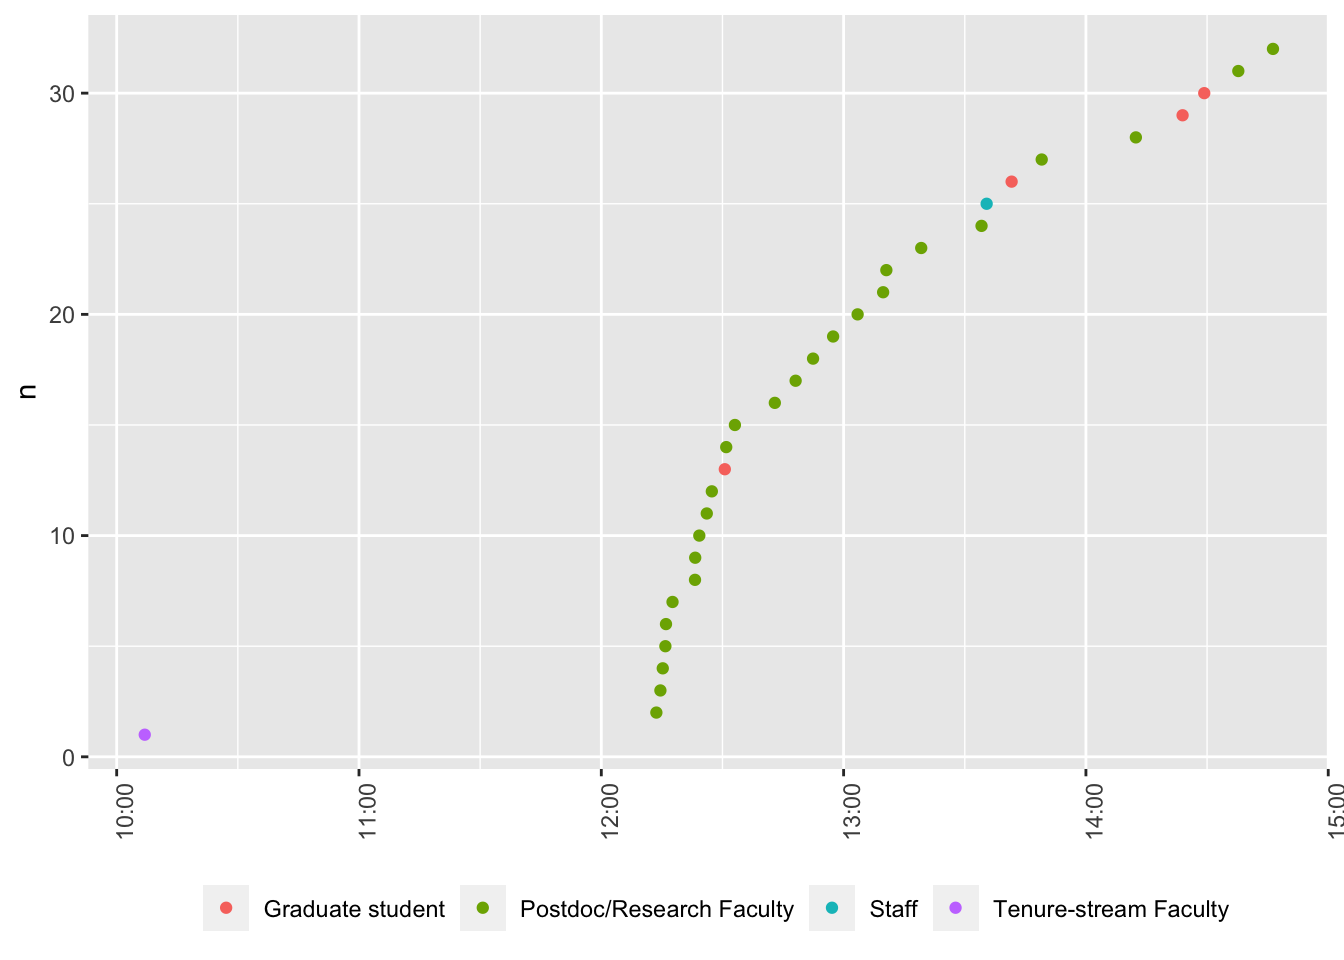 30
20
10
0
n
10:00
11:00
12:00
13:00
14:00
15:00
Graduate student
Postdoc/Research Faculty
Staff
Tenure-stream Faculty